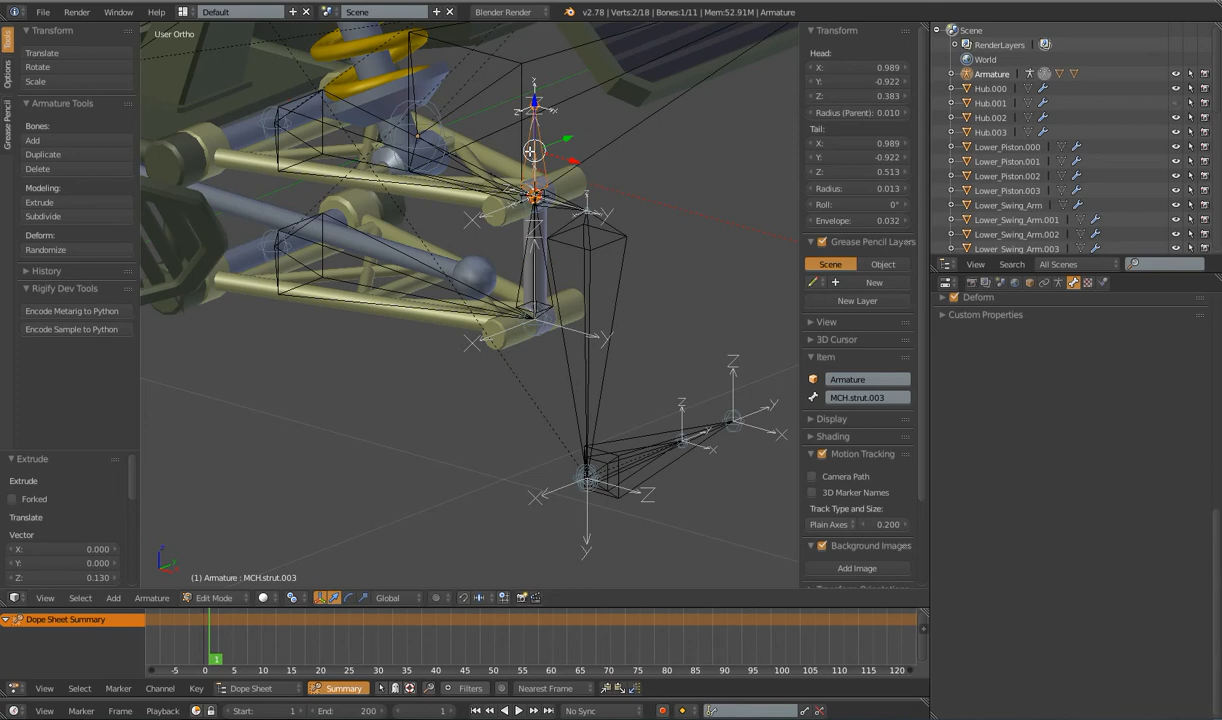 File Render Window Help Default Scene Blender Render v2.78 | Verts:2/18 | Bones:1/11 | Mem:52.91M | Armature
Tools
Options
Grease Pencil
Transform
Translate
Rotate
Scale
Armature Tools
Bones:
Add
Duplicate
Delete
Modeling:
Extrude
Subdivide
Deform:
Randomize
History
Rigify Dev Tools
Encode Metarig to Python
Encode Sample to Python
Extrude
Extrude
Forked
Translate
Vector
X: 0.000
Y: 0.000
Z: 0.130
User Ortho
(1) Armature : MCH.strut.003
View Select Add Armature Edit Mode Global
Transform
Head:
X: 0.989
Y: -0.922
Z: 0.383
Radius (Parent): 0.010
Tail:
X: 0.989
Y: -0.922
Z: 0.513
Radius: 0.013
Roll: 0°
Envelope: 0.032
Grease Pencil Layers
Scene Object
New
New Layer
View
3D Cursor
Item
Armature
MCH.strut.003
Display
Shading
Motion Tracking
Camera Path
3D Marker Names
Track Type and Size:
Plain Axes 0.200
Background Images
Add Image
Scene
RenderLayers
World
Armature
Hub.000
Hub.001
Hub.002
Hub.003
Lower_Piston.000
Lower_Piston.001
Lower_Piston.002
Lower_Piston.003
Lower_Swing_Arm
Lower_Swing_Arm.001
Lower_Swing_Arm.002
Lower_Swing_Arm.003
View Search All Scenes
Deform
Custom Properties
Dope Sheet Summary
1
-5 0 5 10 15 20 25 30 35 40 45 50 55 60 65 70 75 80 85 90 95 100 105 110 115 120
View Select Marker Channel Key Dope Sheet Summary Filters Nearest Frame
View Marker Frame Playback Start: 1 End: 200 1 No Sync